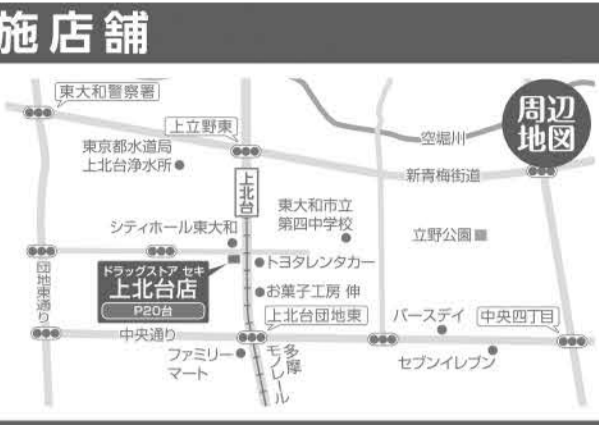 施店舗
周辺
地図
東大和警察署
上立野東
空堀川
東京都水道局
上北台浄水所
新青梅街道
上北台
東大和市立
第四中学校
シティホール東大和
立野公園
トヨタレンタカー
団地東通り
ドラッグストア セキ
上北台店
P20台
お菓子工房 伸
上北台団地東
バースデイ
中央四丁目
中央通り
ファミリー
マート
多摩
モノレール
セブンイレブン